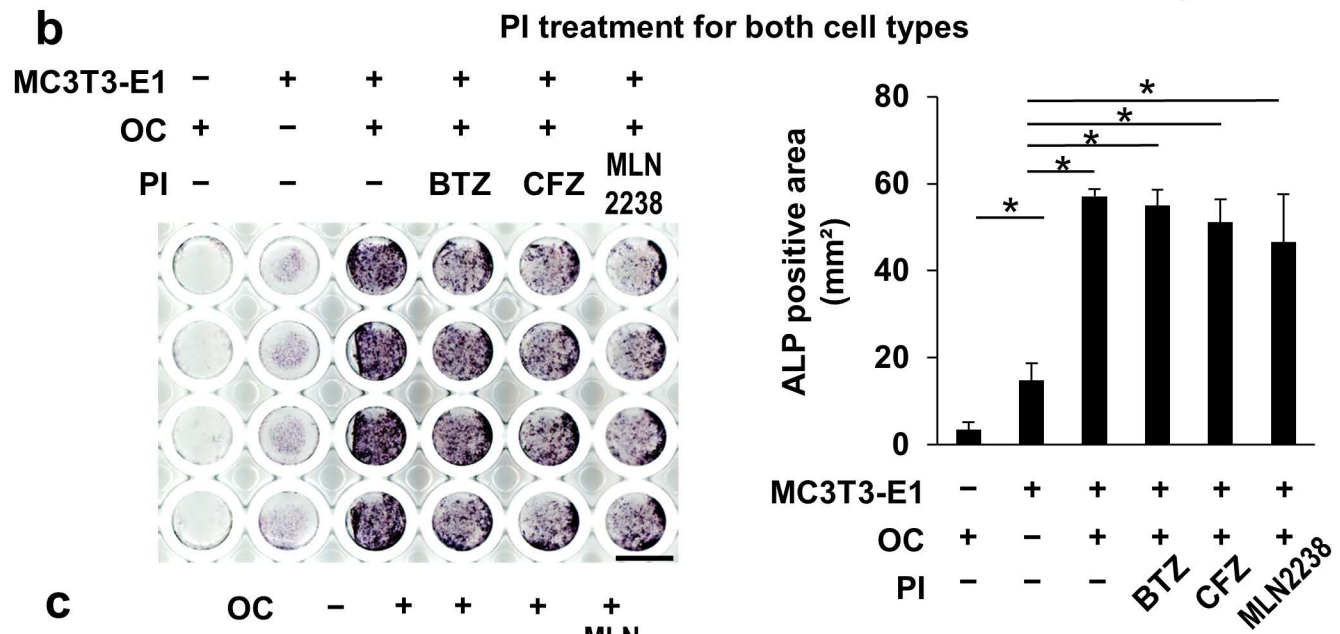 b
PI treatment for both cell types
MC3T3-E1 − + + + + +
OC + − + + + +
PI − − − BTZ CFZ MLN
2238
80
60
40
20
0
ALP positive area
(mm²)
*
*
*
*
*
MC3T3-E1 − + + + + +
OC + − + + + +
PI − − − BTZ CFZ MLN2238
c
OC − + + + +
MLN